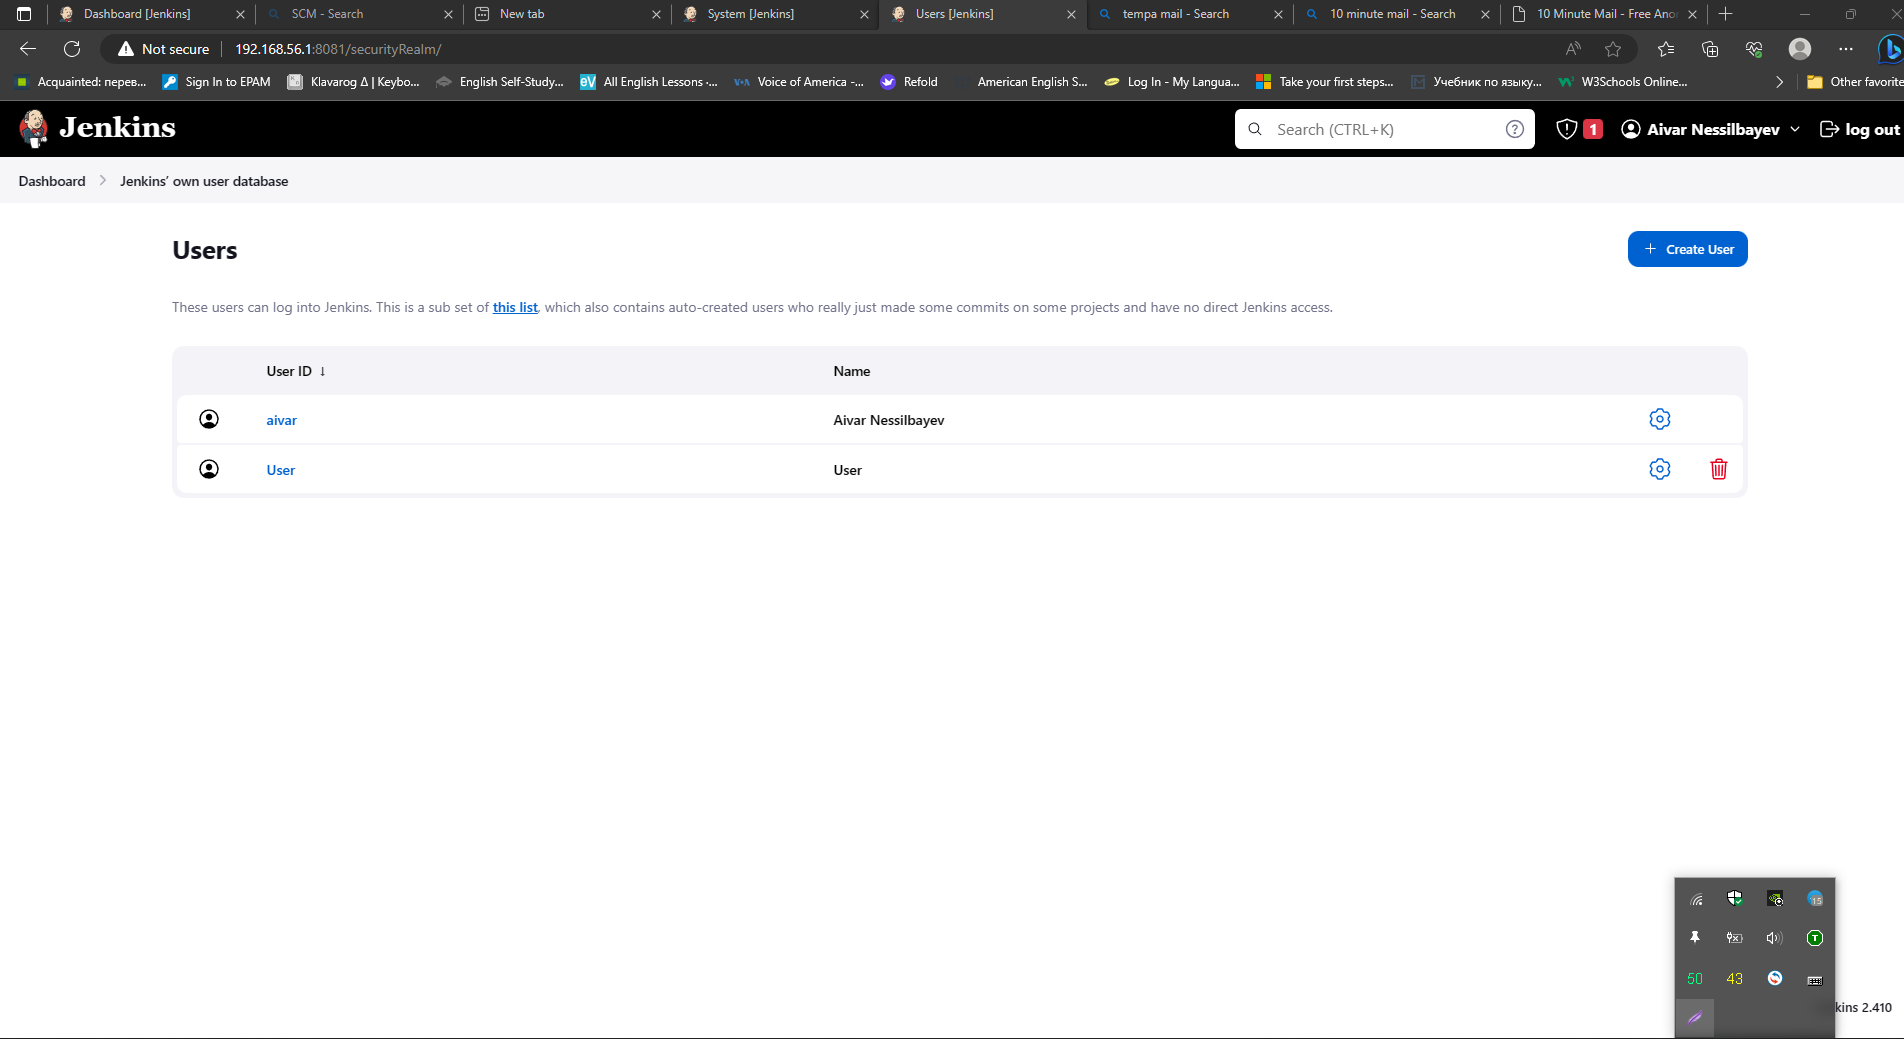 Dashboard [Jenkins]
SCM - Search
New tab
System [Jenkins]
Users [Jenkins]
tempa mail - Search
10 minute mail - Search
10 Minute Mail - Free Anon
Not secure
192.168.56.1:8081/securityRealm/
Acquainted: перев...
Sign In to EPAM
Klavarog Δ | Keybo...
English Self-Study...
All English Lessons ·...
Voice of America -...
Refold
American English S...
Log In - My Langua...
Take your first steps...
Учебник по языку...
W3Schools Online...
Other favorite
Jenkins
Search (CTRL+K)
1
Aivar Nessilbayev
log out
Dashboard
Jenkins’ own user database
Users
Create User
These users can log into Jenkins. This is a sub set of this list, which also contains auto-created users who really just made some commits on some projects and have no direct Jenkins access.
User ID ↓
Name
aivar
Aivar Nessilbayev
User
User
15
T
50
43
kins 2.410